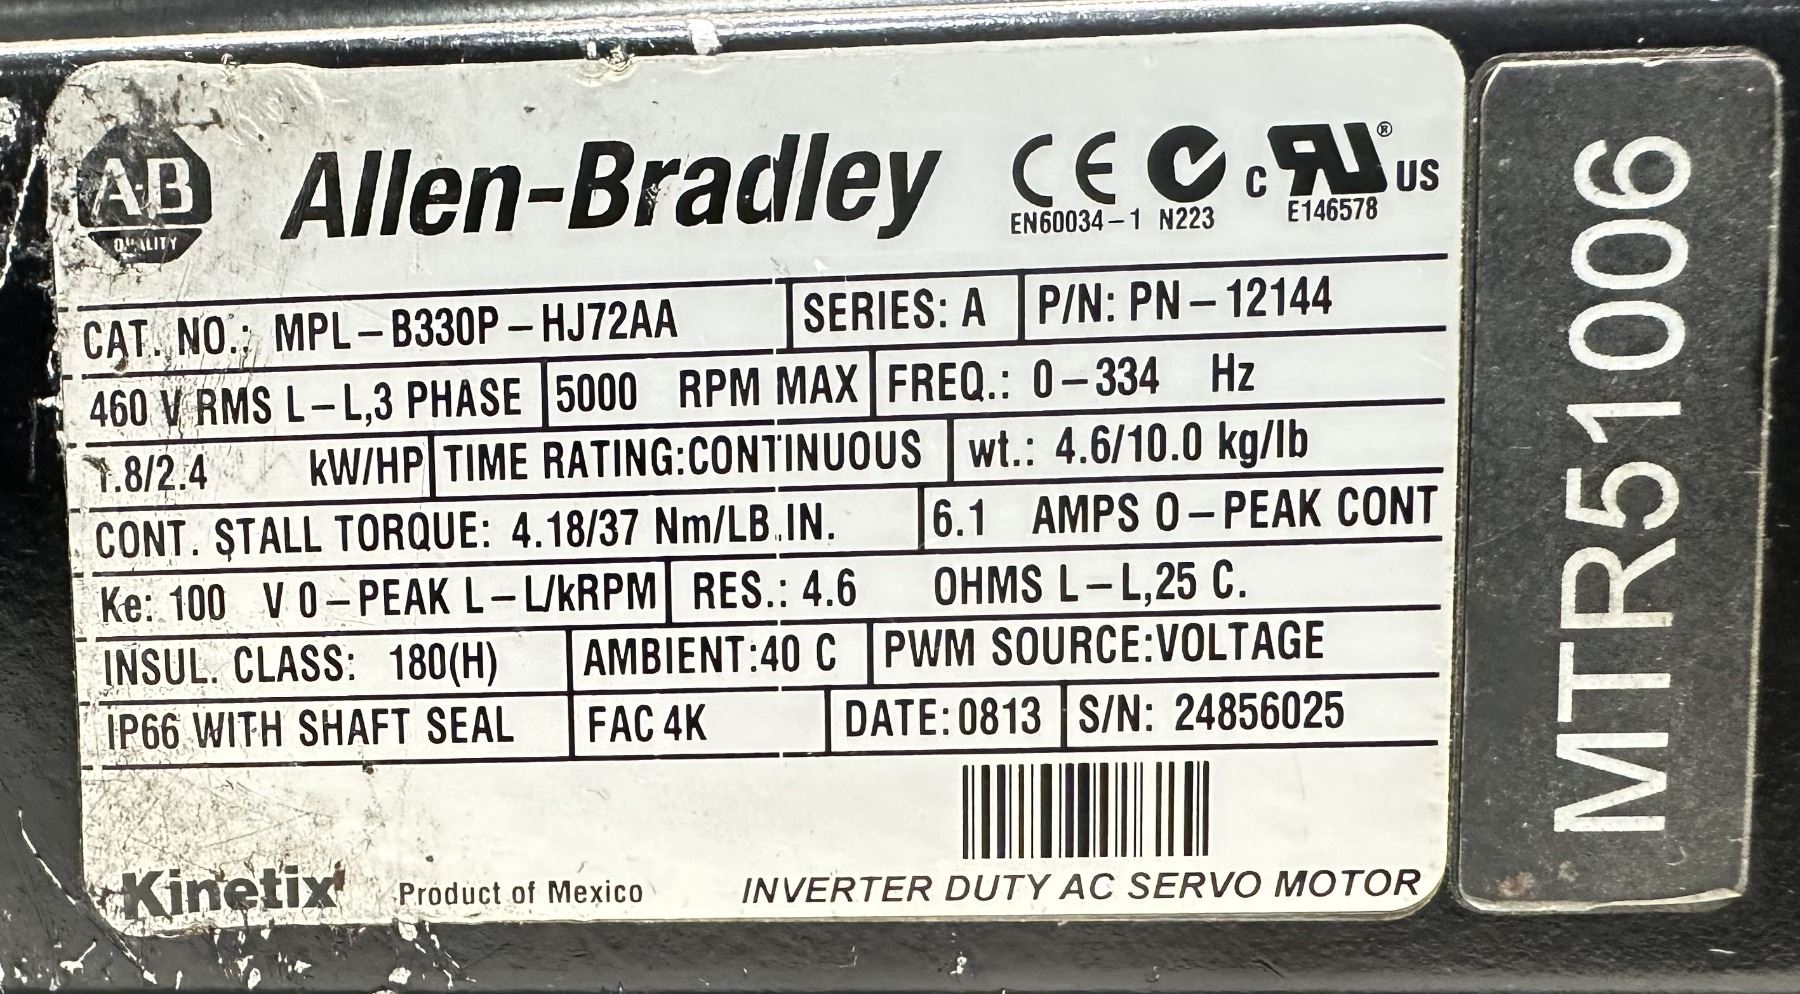 A-B
QUALITY
Allen-Bradley
CE
EN60034-1 N223
c RU® US
E146578
CAT. NO.: MPL-B330P-HJ72AA SERIES: A P/N: PN-12144
460 V RMS L-L,3 PHASE 5000 RPM MAX FREQ.: 0-334 Hz
1.8/2.4 kW/HP TIME RATING:CONTINUOUS wt.: 4.6/10.0 kg/lb
CONT. STALL TORQUE: 4.18/37 Nm/LB.IN. 6.1 AMPS 0-PEAK CONT
Ke: 100 V 0-PEAK L-L/kRPM RES.: 4.6 OHMS L-L,25 C.
INSUL. CLASS: 180(H) AMBIENT:40 C PWM SOURCE:VOLTAGE
IP66 WITH SHAFT SEAL FAC 4K DATE:0813 S/N: 24856025
Kinetix Product of Mexico INVERTER DUTY AC SERVO MOTOR
MTR51006